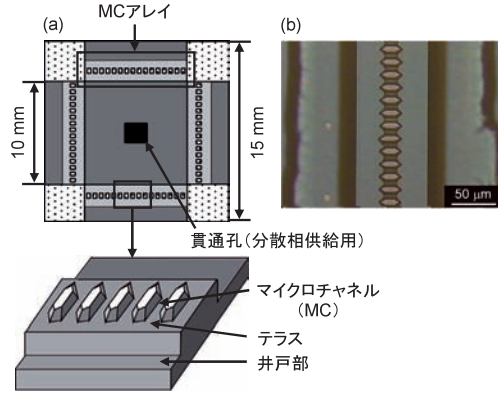 MCアレイ
(a)
(b)
10 mm
15 mm
50 μm
貫通孔(分散相供給用)
マイクロチャネル
(MC)
テラス
井戸部